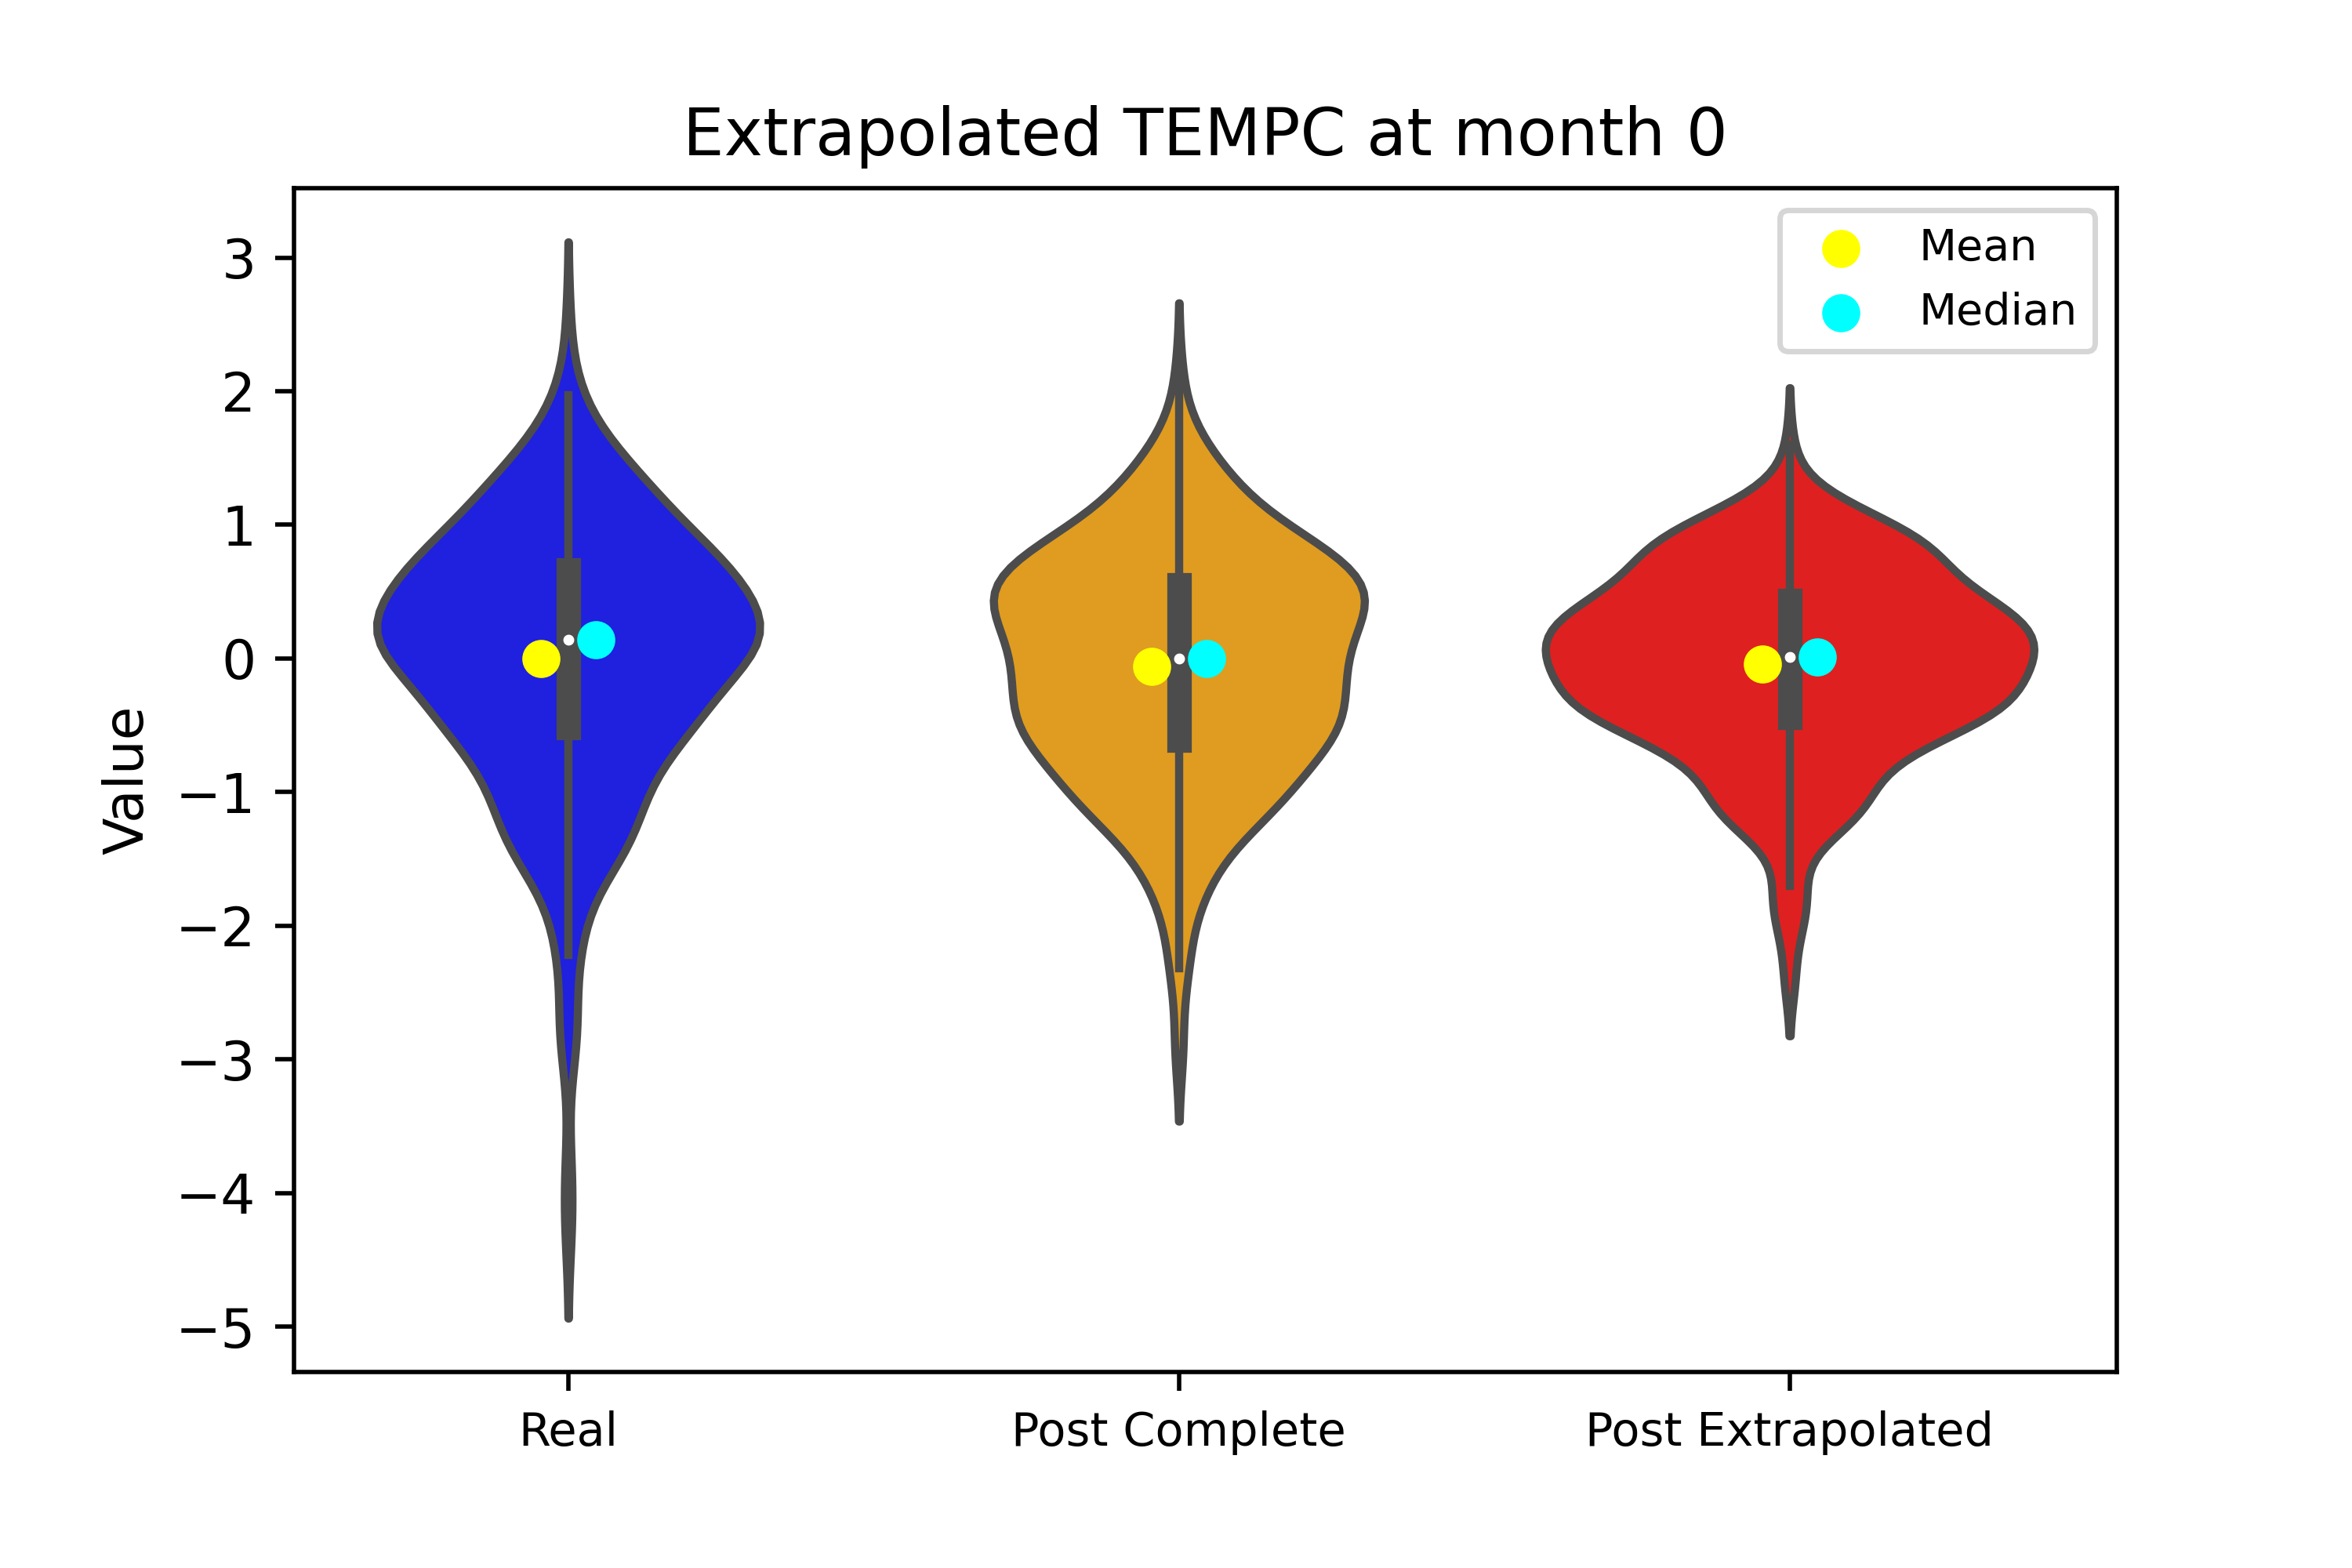 Extrapolated TEMPC at month 0
Mean
Median
3
2
1
0
−1
−2
−3
−4
−5
Value
Real
Post Complete
Post Extrapolated